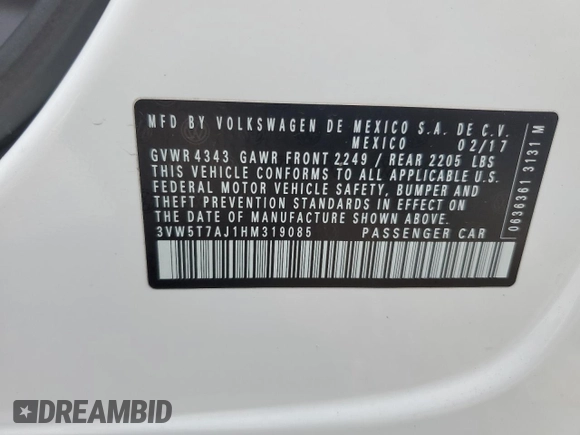 MFD BY VOLKSWAGEN DE MEXICO S.A. DE C.V.
MEXICO 02/17
GVWR 4343 GAWR FRONT 2249 / REAR 2205 LBS
THIS VEHICLE CONFORMS TO ALL APPLICABLE U.S.
FEDERAL MOTOR VEHICLE SAFETY, BUMPER AND
THEFT PREVENTION STANDARDS IN EFFECT ON
THE DATE OF MANUFACTURE SHOWN ABOVE.
3VW5T7AJ1HM319085 PASSENGER CAR
0636361 3131 M
DREAMBID